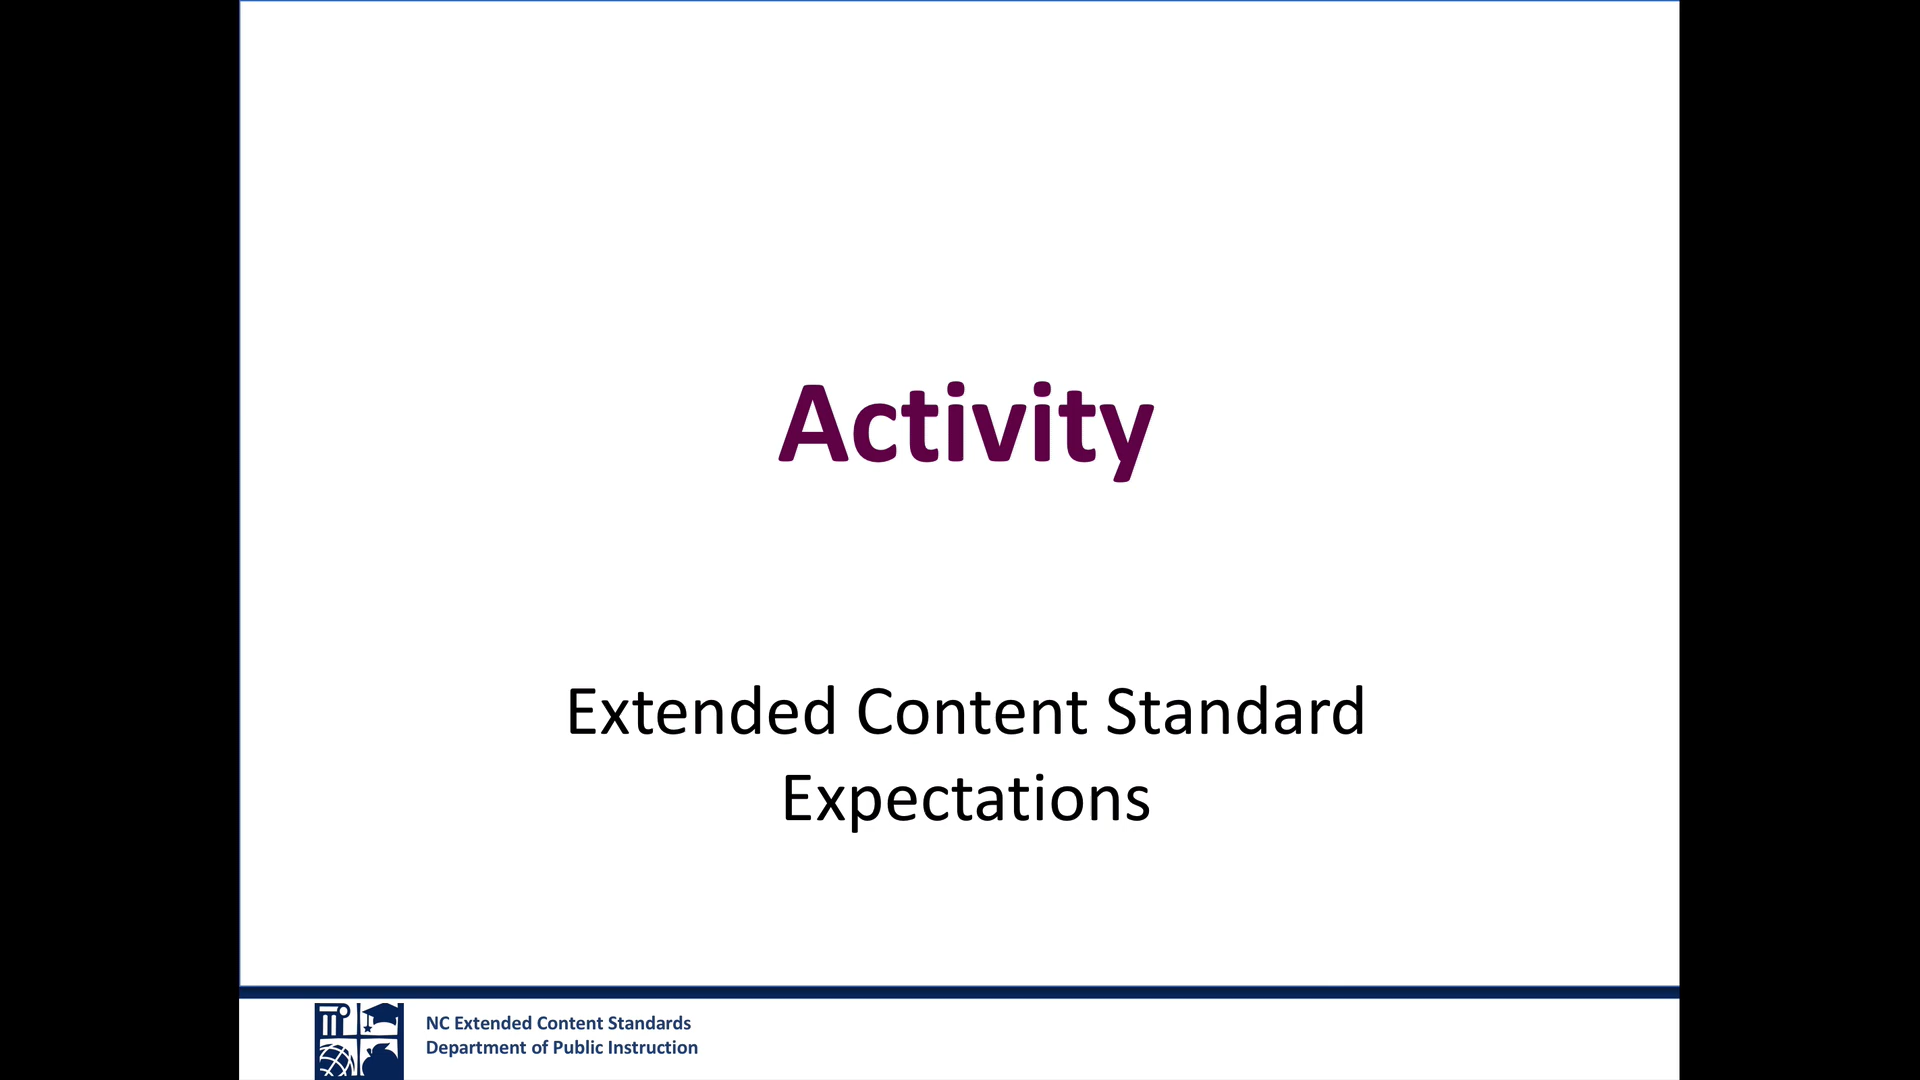 Activity
Extended Content Standard
Expectations
NC Extended Content Standards
Department of Public Instruction